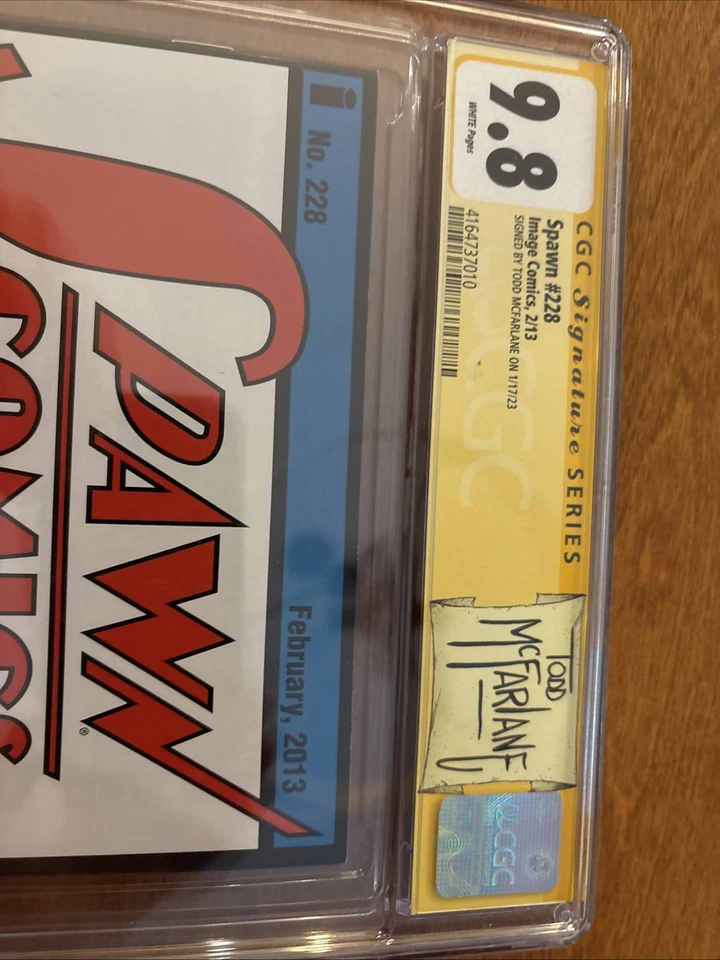 CGC Signature SERIES
9.8
WHITE Pages
Spawn #228
Image Comics, 2/13
SIGNED BY TODD MCFARLANE ON 1/17/23
4164737010
CGC
TODD
MCFARLANE
CGC
i
No. 228
February, 2013
SPAWN
®
COMICS